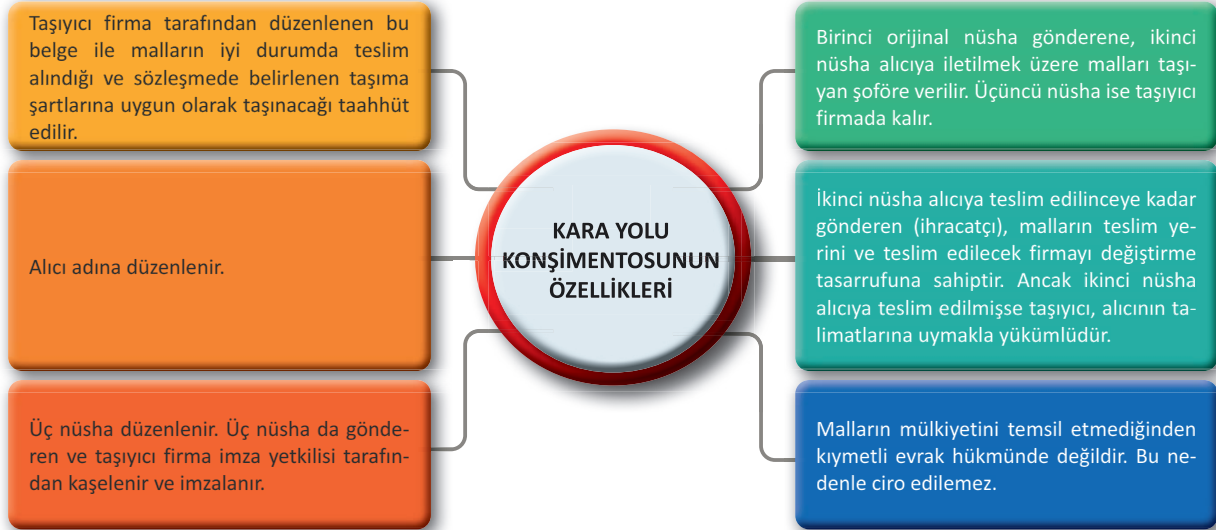 Taşıyıcı firma tarafından düzenlenen bu
belge ile malların iyi durumda teslim
alındığı ve sözleşmede belirlenen taşıma
şartlarına uygun olarak taşınacağı taahhüt
edilir.
Alıcı adına düzenlenir.
Üç nüsha düzenlenir. Üç nüsha da gönde-
ren ve taşıyıcı firma imza yetkilisi tarafın-
dan kaşelenir ve imzalanır.
KARA YOLU
KONŞİMENTOSUNUN
ÖZELLİKLERİ
Birinci orijinal nüsha gönderene, ikinci
nüsha alıcıya iletilmek üzere malları taşı-
yan şoföre verilir. Üçüncü nüsha ise taşıyıcı
firmada kalır.
İkinci nüsha alıcıya teslim edilinceye kadar
gönderen (ihracatçı), malların teslim ye-
rini ve teslim edilecek firmayı değiştirme
tasarrufuna sahiptir. Ancak ikinci nüsha
alıcıya teslim edilmişse taşıyıcı, alıcının ta-
limatlarına uymakla yükümlüdür.
Malların mülkiyetini temsil etmediğinden
kıymetli evrak hükmünde değildir. Bu ne-
denle ciro edilemez.